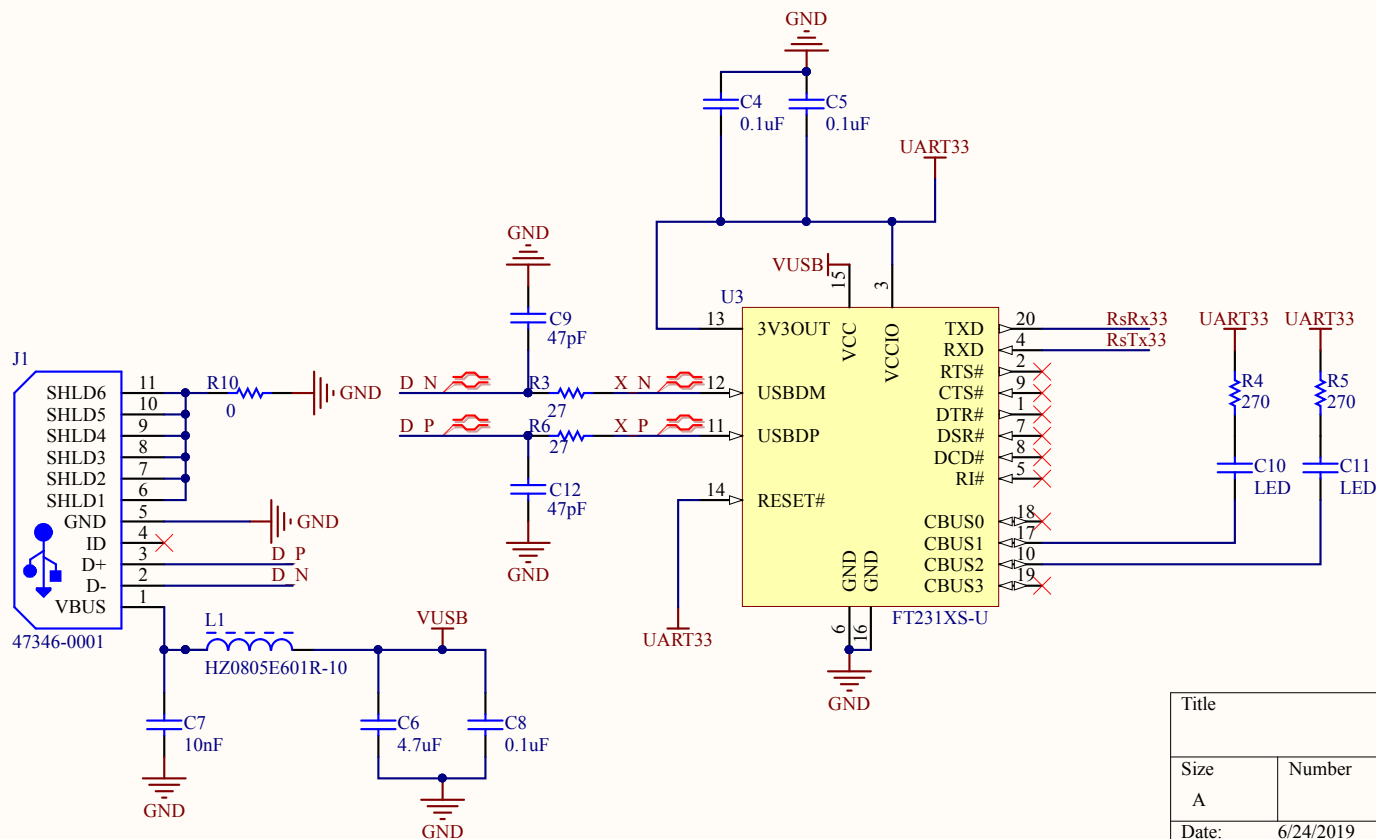 GND
C4
0.1uF
C5
0.1uF
UART33
GND
C9
47pF
VUSB
15
3
U3
13
3V3OUT
VCC
VCCIO
TXD
20
RsRx33
RXD
4
RsTx33
RTS#
2
CTS#
9
DTR#
1
DSR#
7
DCD#
8
RI#
5
CBUS0
18
CBUS1
17
CBUS2
10
CBUS3
19
D_N
R3
27
X_N
12
USBDM
D_P
R6
27
X_P
11
USBDP
14
RESET#
C12
47pF
GND
UART33
GND
GND
6
16
FT231XS-U
GND
UART33
UART33
R4
270
R5
270
C10
LED
C11
LED
J1
SHLD6
11
SHLD5
10
SHLD4
9
SHLD3
8
SHLD2
7
SHLD1
6
GND
5
ID
4
D+
3
D-
2
VBUS
1
47346-0001
R10
0
GND
GND
D_P
D_N
L1
HZ0805E601R-10
VUSB
C7
10nF
C6
4.7uF
C8
0.1uF
GND
GND
Title
Size
Number
A
Date:
6/24/2019